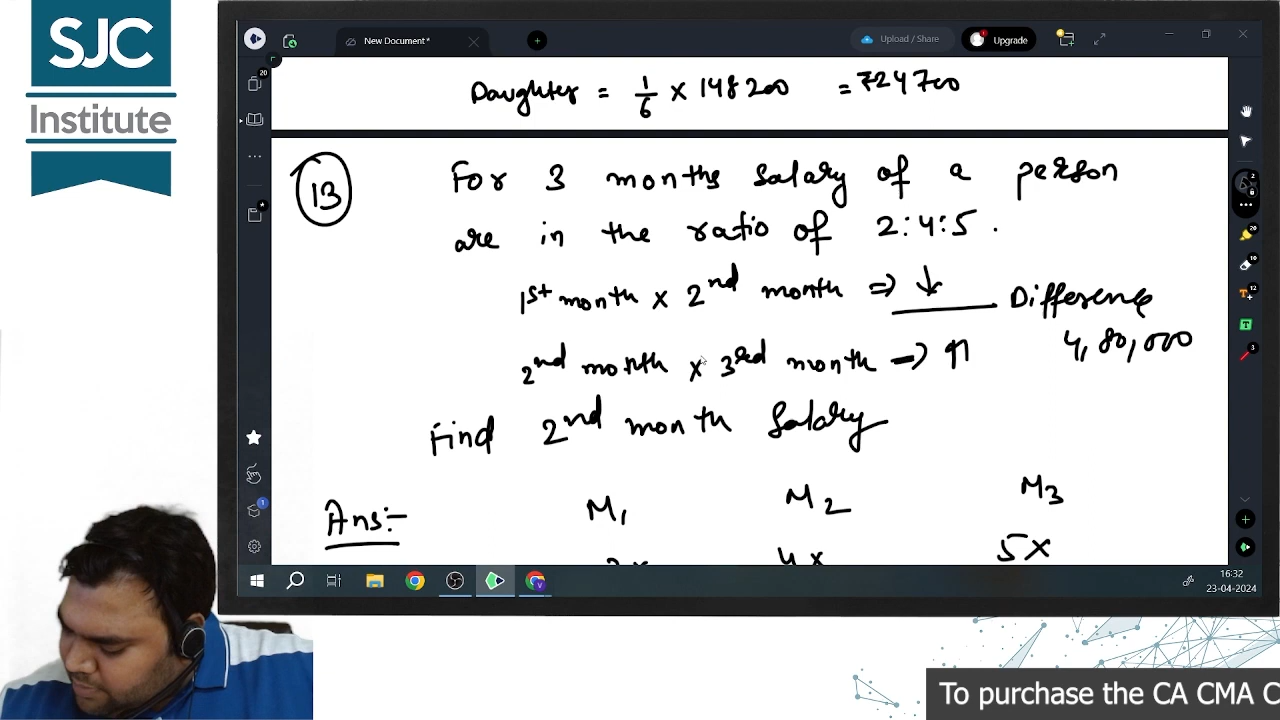 SJC
Institute
New Document*
Upload / Share
Upgrade
20
Daughter = 1/6 × 148200 = ₹24700
13
For 3 months Salary of a person
are in the ratio of 2:4:5.
1st month × 2nd month ⇒ ↓
Difference
4,80,000
2nd month × 3rd month → ↑
Find 2nd month Salary
Ans:-
M1 M2 M3
2x 4x 5x
16:32
23-04-2024
To purchase the CA CMA C